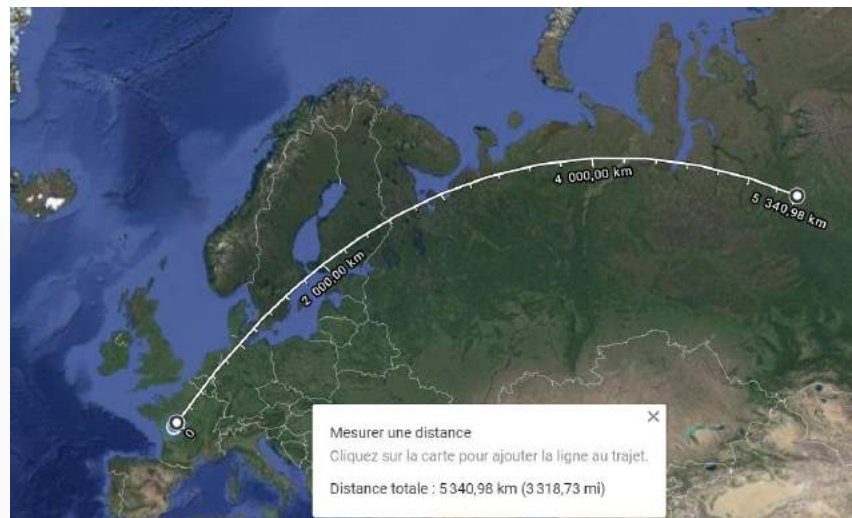 4 000,00 km
5 340,98 km
2 000,00 km
0
Mesurer une distance
Cliquez sur la carte pour ajouter la ligne au trajet.
Distance totale : 5 340,98 km (3 318,73 mi)